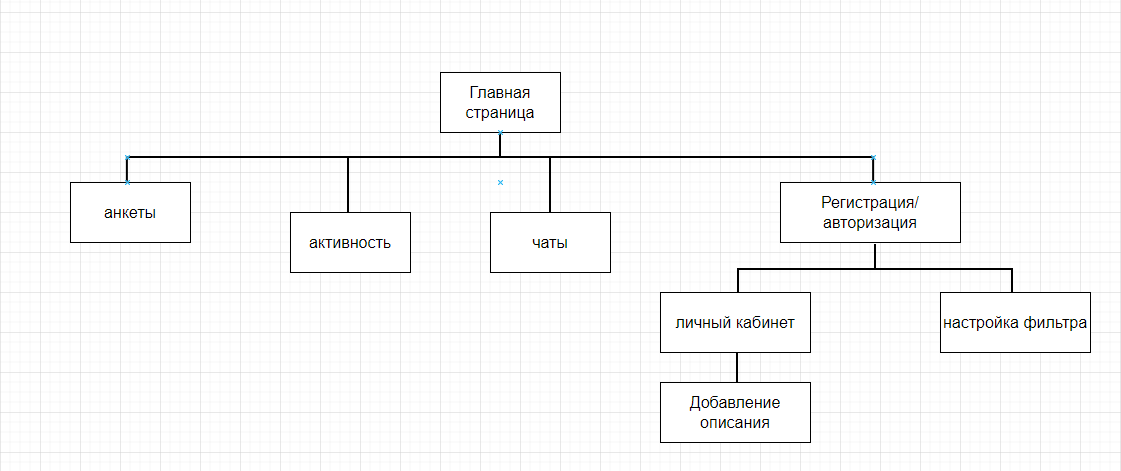 Главная
страница
анкеты
активность
чаты
Регистрация/
авторизация
личный кабинет
настройка фильтра
Добавление
описания